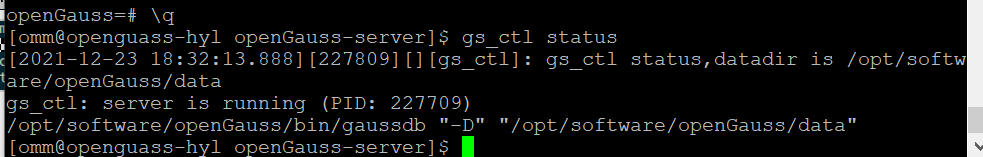 openGauss=# \q
[omm@openguass-hyl openGauss-server]$ gs_ctl status
[2021-12-23 18:32:13.888][227809][][gs_ctl]: gs_ctl status,datadir is /opt/softw
are/openGauss/data
gs_ctl: server is running (PID: 227709)
/opt/software/openGauss/bin/gaussdb "-D" "/opt/software/openGauss/data"
[omm@openguass-hyl openGauss-server]$